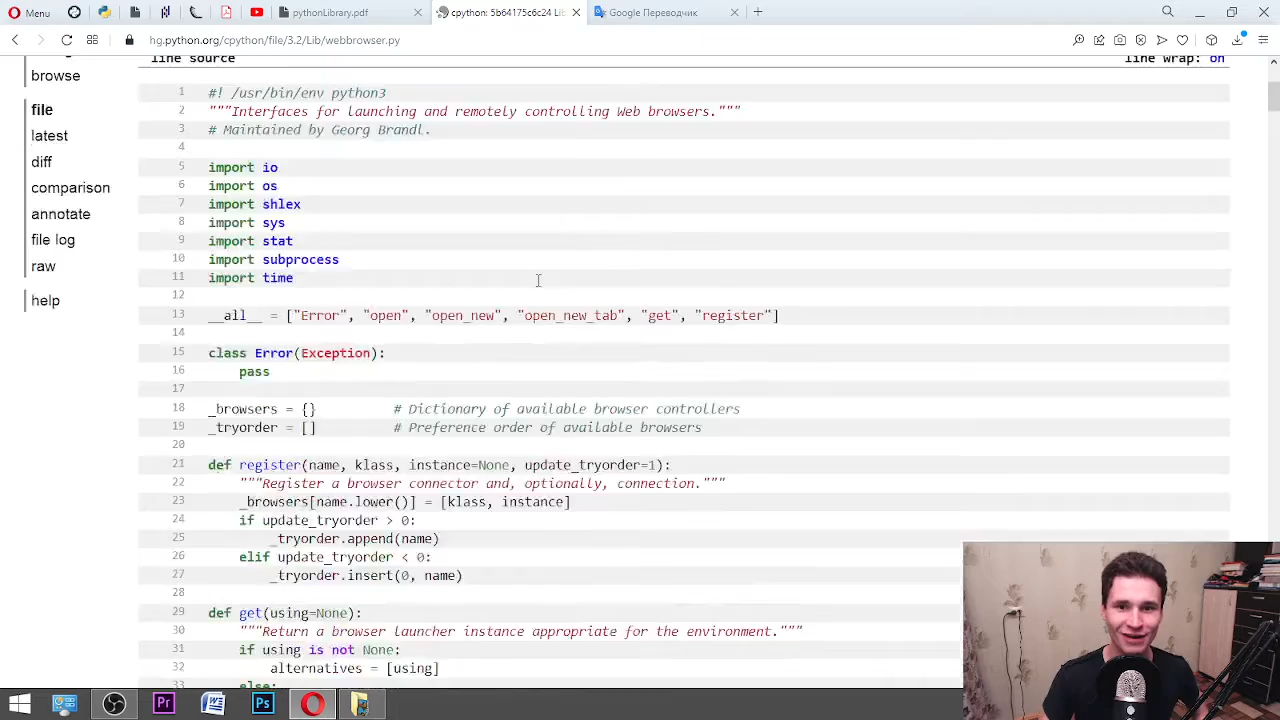 Menu
pythonLibrary.pdf
cpython: 5b64175c6c24 Lib
Google Переводчик
hg.python.org/cpython/file/3.2/Lib/webbrowser.py
line source
line wrap: on
browse
file
latest
diff
comparison
annotate
file log
raw
help
1 #! /usr/bin/env python3
2 """Interfaces for launching and remotely controlling Web browsers."""
3 # Maintained by Georg Brandl.
4
5 import io
6 import os
7 import shlex
8 import sys
9 import stat
10 import subprocess
11 import time
12
13 __all__ = ["Error", "open", "open_new", "open_new_tab", "get", "register"]
14
15 class Error(Exception):
16 pass
17
18 _browsers = {} # Dictionary of available browser controllers
19 _tryorder = [] # Preference order of available browsers
20
21 def register(name, klass, instance=None, update_tryorder=1):
22 """Register a browser connector and, optionally, connection."""
23 _browsers[name.lower()] = [klass, instance]
24 if update_tryorder > 0:
25 _tryorder.append(name)
26 elif update_tryorder < 0:
27 _tryorder.insert(0, name)
28
29 def get(using=None):
30 """Return a browser launcher instance appropriate for the environment."""
31 if using is not None:
32 alternatives = [using]
33 else:
Pr
W
Ps